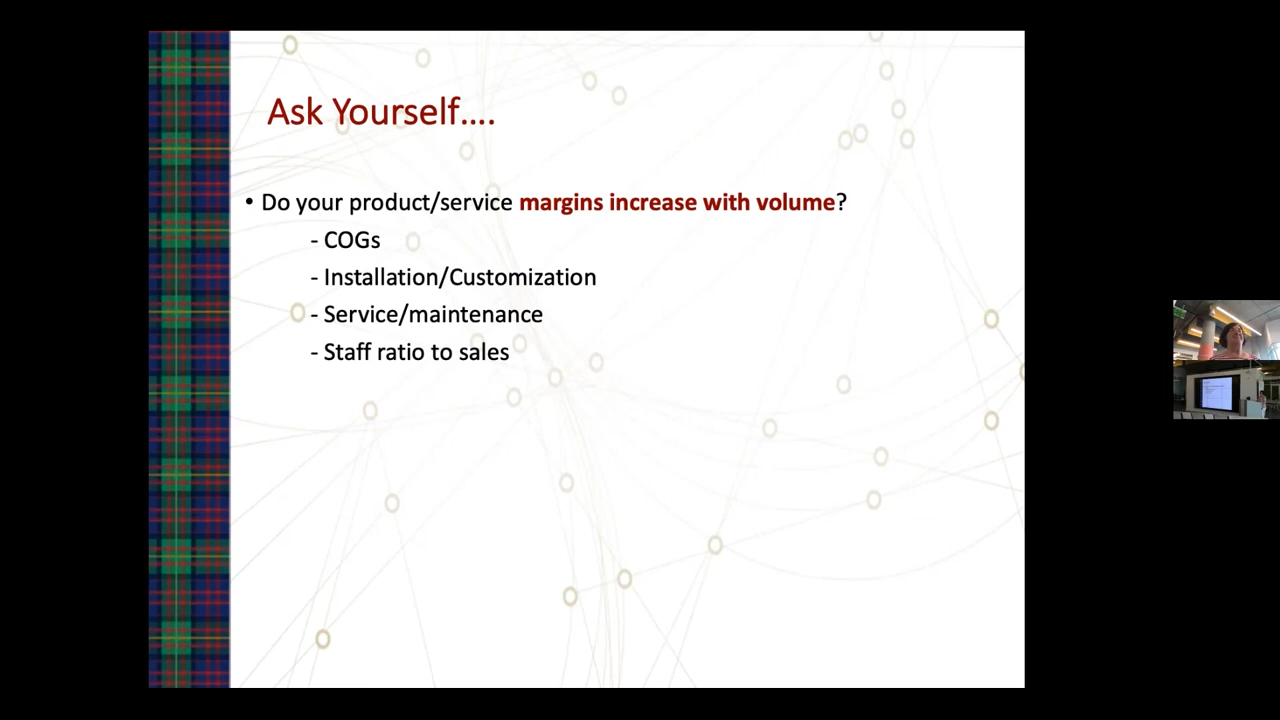 Ask Yourself....
• Do your product/service margins increase with volume?
- COGs
- Installation/Customization
- Service/maintenance
- Staff ratio to sales